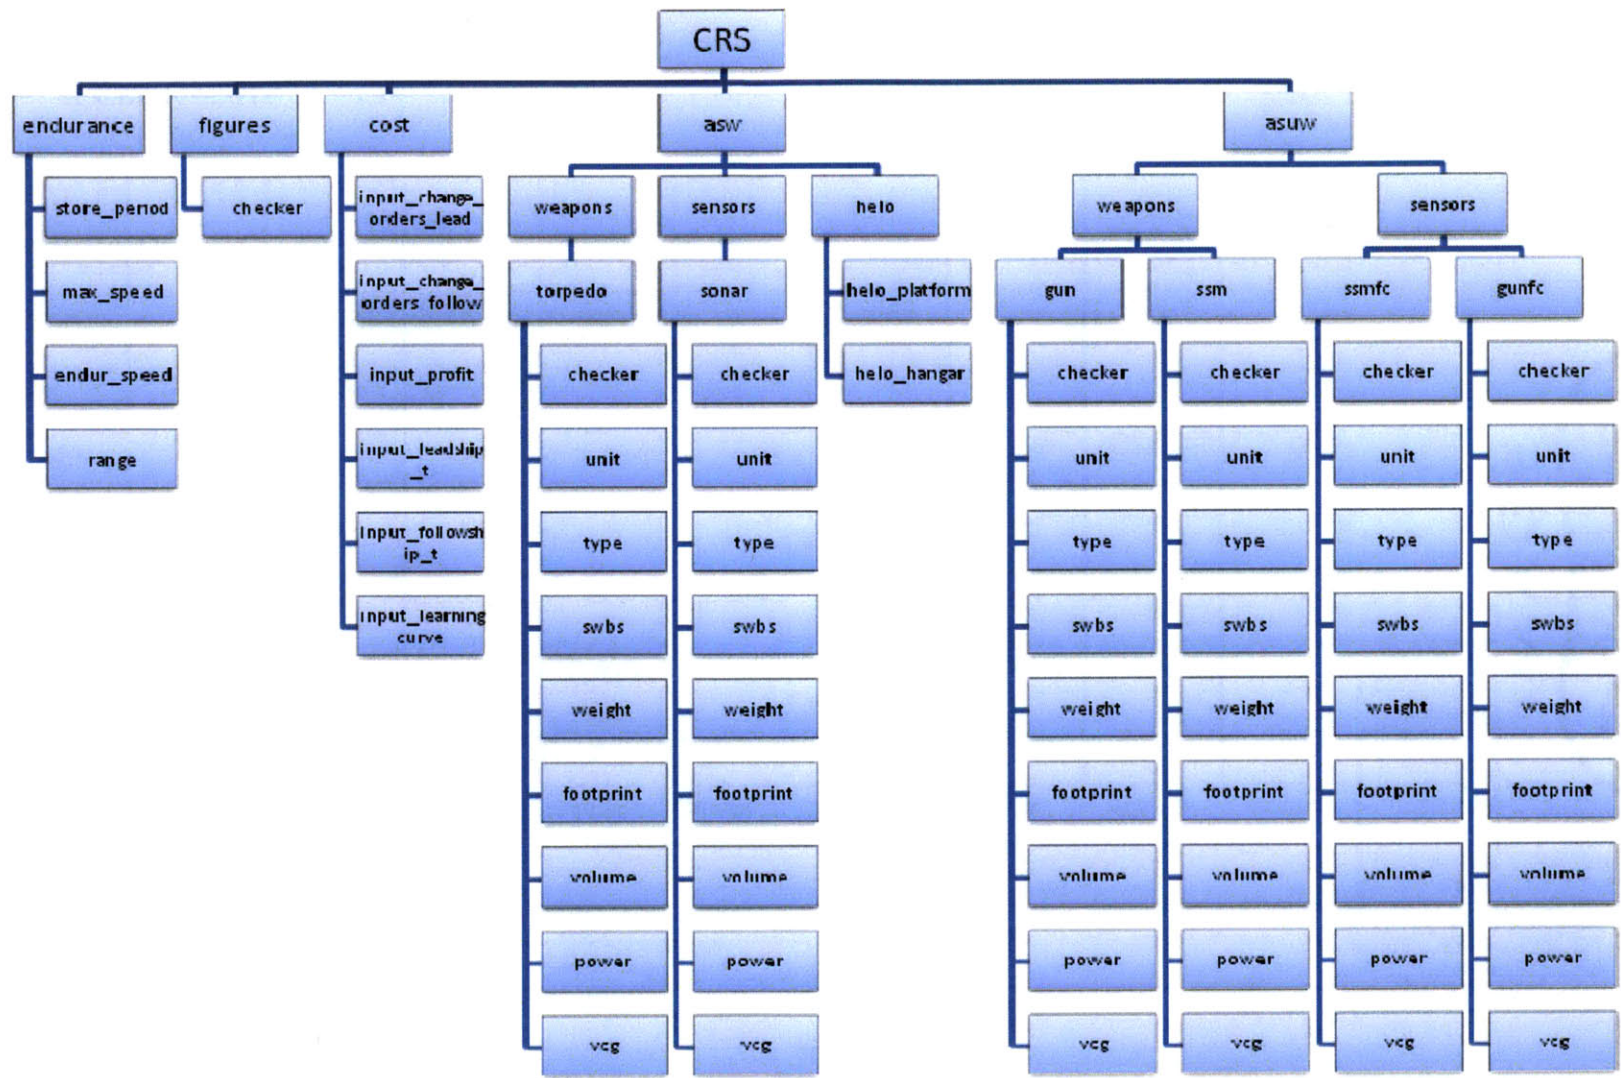 CRS
endurance figures cost asw asuw
store_period checker input_change_ weapons sensors helo weapons sensors
orders_lead
max_speed input_change_ torpedo sonar helo_platform gun ssm ssmfc gunfc
orders follow
endur_speed input_profit checker checker helo_hangar checker checker checker checker
range input_leadship unit unit unit unit unit unit
_t
input_followsh type type type type type type
ip_t
input_learning swbs swbs swbs swbs swbs swbs
curve
weight weight weight weight weight weight
footprint footprint footprint footprint footprint footprint
volume volume volume volume volume volume
power power power power power power
vcg vcg vcg vcg vcg vcg